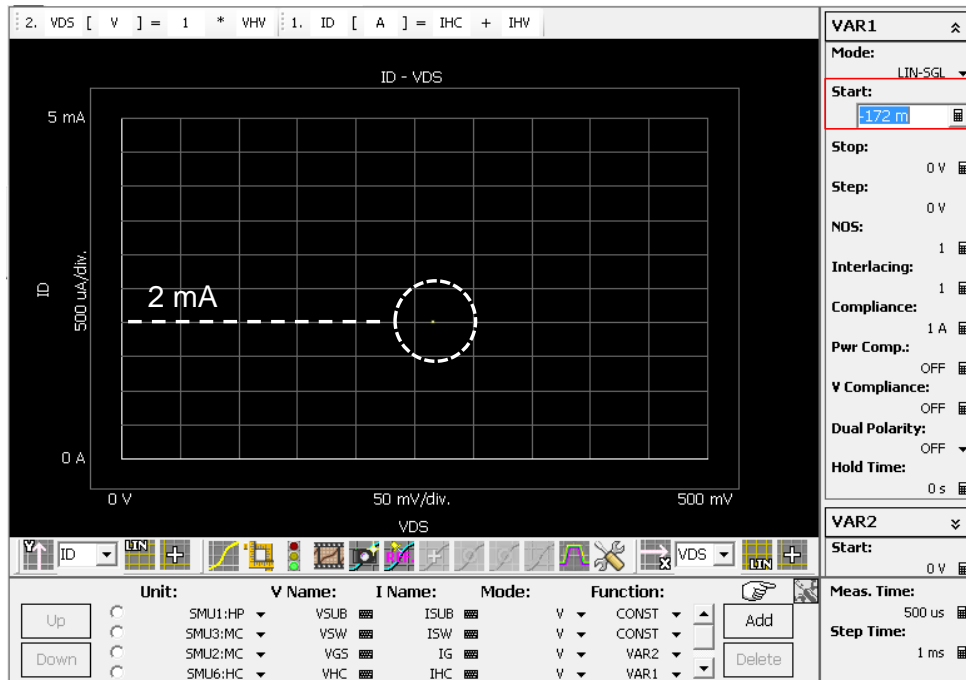 2. VDS [ V ] = 1 * VHV 1. ID [ A ] = IHC + IHV
ID - VDS
5 mA
ID
500 uA/div.
2 mA
0 A
0 V 50 mV/div. 500 mV
VDS
ID LIN VDS LIN
Unit: V Name: I Name: Mode: Function:
Up
Down
SMU1:HP VSUB ISUB V CONST
SMU3:MC VSW ISW V CONST
SMU2:MC VGS IG V VAR2
SMU6:HC VHC IHC V VAR1
Add
Delete
VAR1
Mode:
LIN-SGL
Start:
-172 m
Stop:
0 V
Step:
0 V
NOS:
1
Interlacing:
1
Compliance:
1 A
Pwr Comp.:
OFF
V Compliance:
OFF
Dual Polarity:
OFF
Hold Time:
0 s
VAR2
Start:
0 V
Meas. Time:
500 us
Step Time:
1 ms